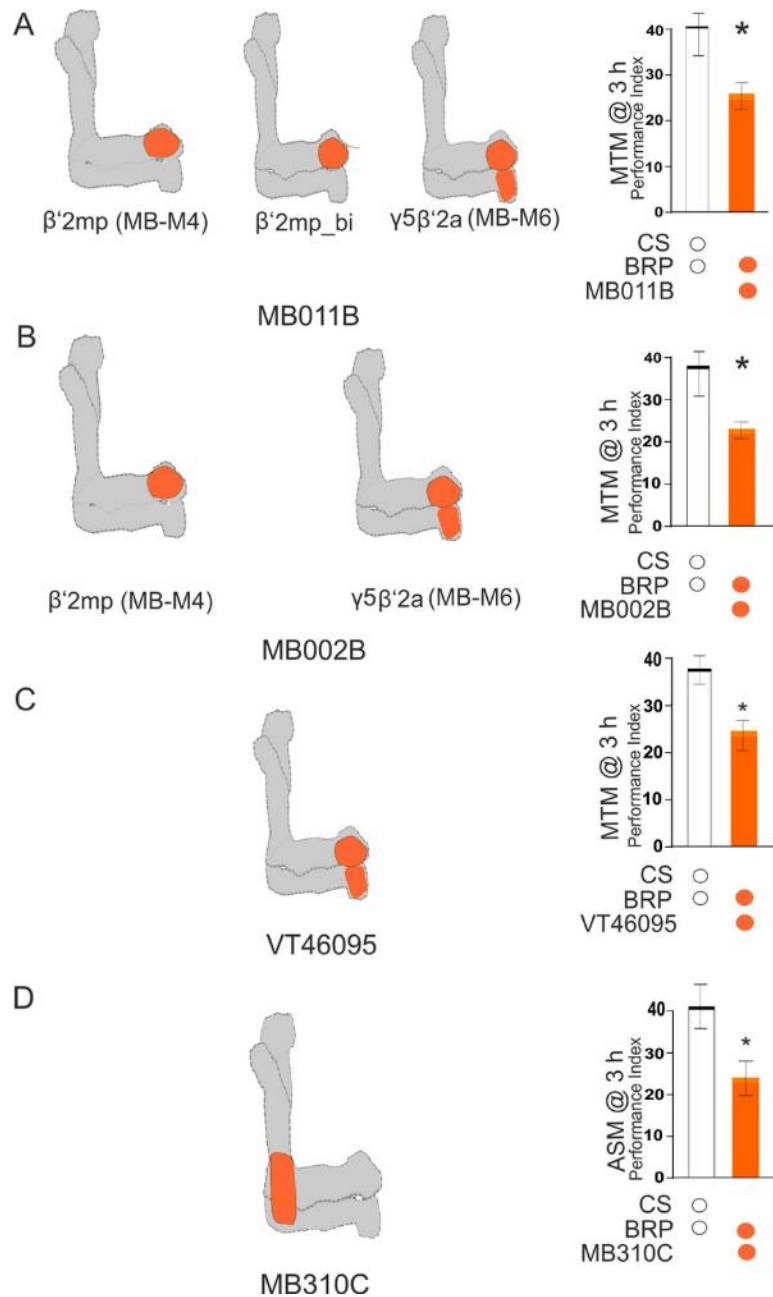 A
β'2mp (MB-M4)
β'2mp_bi
γ5β'2a (MB-M6)
MB011B
MTM @ 3 h
Performance Index
40
30
20
10
0
*
CS
BRP
MB011B
B
β'2mp (MB-M4)
γ5β'2a (MB-M6)
MB002B
MTM @ 3 h
Performance Index
40
30
20
10
0
*
CS
BRP
MB002B
C
VT46095
MTM @ 3 h
Performance Index
40
30
20
10
0
*
CS
BRP
VT46095
D
MB310C
ASM @ 3 h
Performance Index
40
30
20
10
0
*
CS
BRP
MB310C